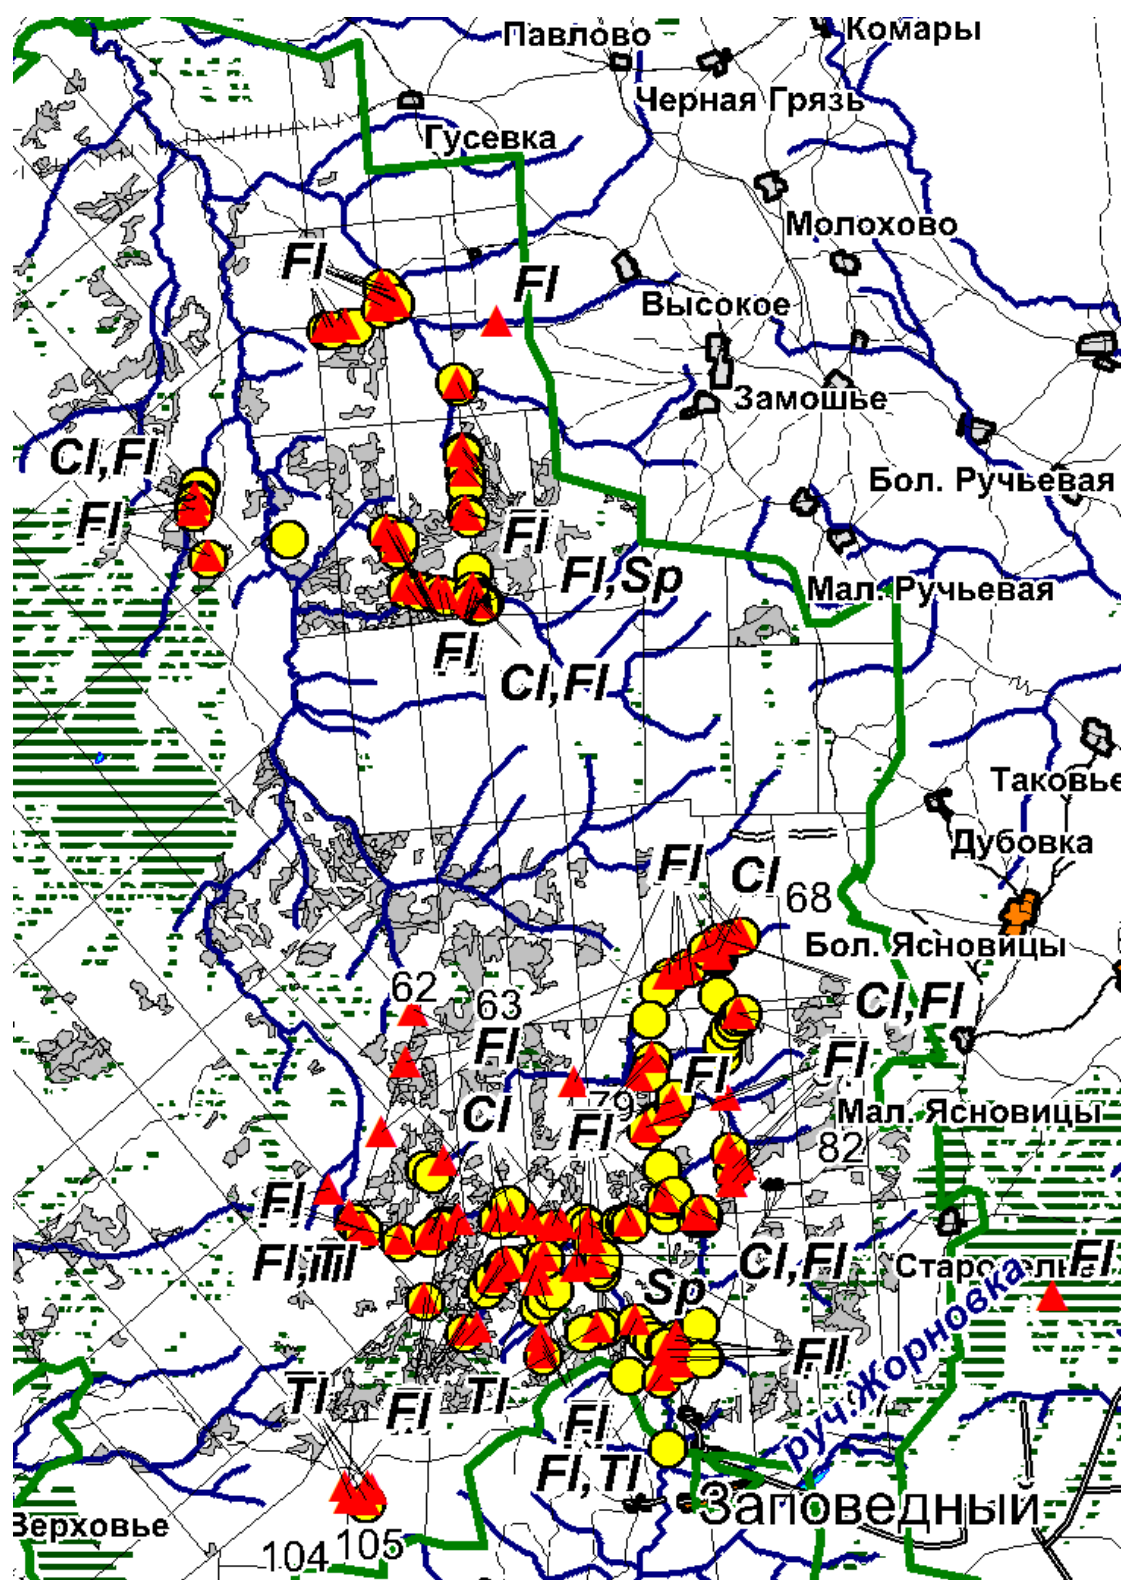 Павлово
Комары
Черная Грязь
Гусевка
Молохово
Fl
Fl
Высокое
Замошье
Cl,Fl
Бол. Ручьевая
Fl
Fl
Fl,Sp
Мал. Ручьевая
Fl
Cl,Fl
Таковье
Дубовка
Fl
Cl
68
Бол. Ясновицы
62
63
Cl,Fl
Fl
Fl
Fl
79
Cl
Fl
Мал. Ясновицы
82
Fl
Fl,
Cl,Fl
Fl
Sp
руч.Жорновка
Tl
Fl
Tl
Fl
Fl,Tl
Заповедный
Верховье
104
105